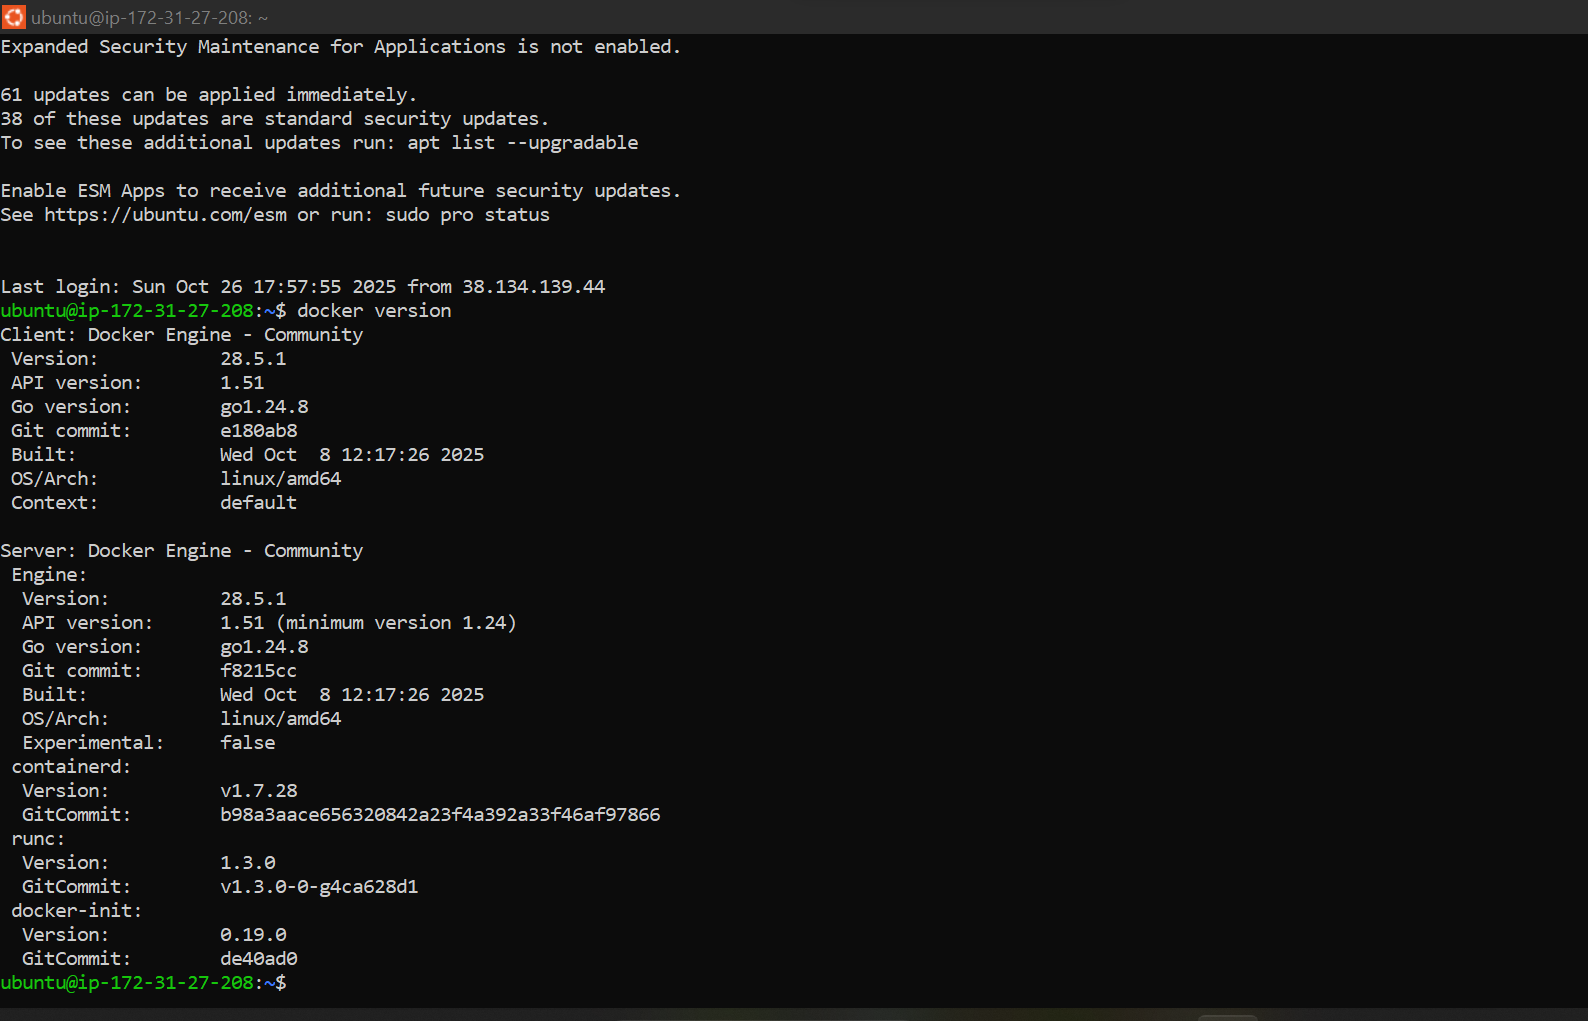 ubuntu@ip-172-31-27-208: ~
Expanded Security Maintenance for Applications is not enabled.
61 updates can be applied immediately.
38 of these updates are standard security updates.
To see these additional updates run: apt list --upgradable
Enable ESM Apps to receive additional future security updates.
See https://ubuntu.com/esm or run: sudo pro status
Last login: Sun Oct 26 17:57:55 2025 from 38.134.139.44
ubuntu@ip-172-31-27-208:~$ docker version
Client: Docker Engine - Community
 Version:           28.5.1
 API version:       1.51
 Go version:        go1.24.8
 Git commit:        e180ab8
 Built:             Wed Oct  8 12:17:26 2025
 OS/Arch:           linux/amd64
 Context:           default
Server: Docker Engine - Community
 Engine:
  Version:          28.5.1
  API version:      1.51 (minimum version 1.24)
  Go version:       go1.24.8
  Git commit:       f8215cc
  Built:            Wed Oct  8 12:17:26 2025
  OS/Arch:          linux/amd64
  Experimental:     false
 containerd:
  Version:          v1.7.28
  GitCommit:        b98a3aace656320842a23f4a392a33f46af97866
 runc:
  Version:          1.3.0
  GitCommit:        v1.3.0-0-g4ca628d1
 docker-init:
  Version:          0.19.0
  GitCommit:        de40ad0
ubuntu@ip-172-31-27-208:~$